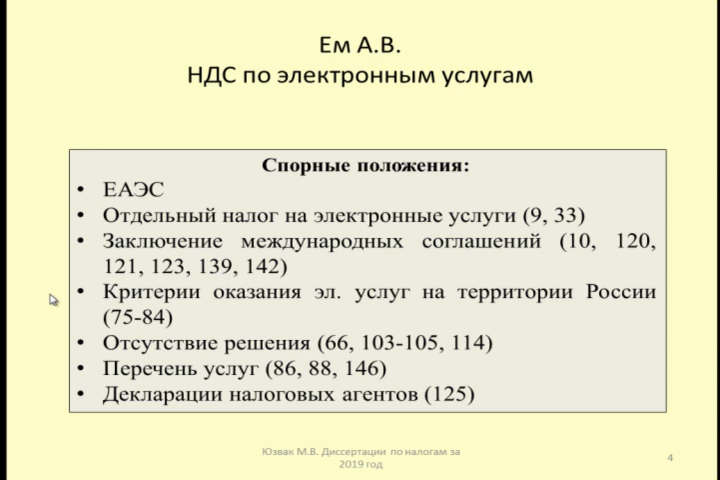 Ем А.В.
НДС по электронным услугам
Спорные положения:
• ЕАЭС
• Отдельный налог на электронные услуги (9, 33)
• Заключение международных соглашений (10, 120,
121, 123, 139, 142)
• Критерии оказания эл. услуг на территории России
(75-84)
• Отсутствие решения (66, 103-105, 114)
• Перечень услуг (86, 88, 146)
• Декларации налоговых агентов (125)
Юзвак М.В. Диссертации по налогам за
2019 год
4